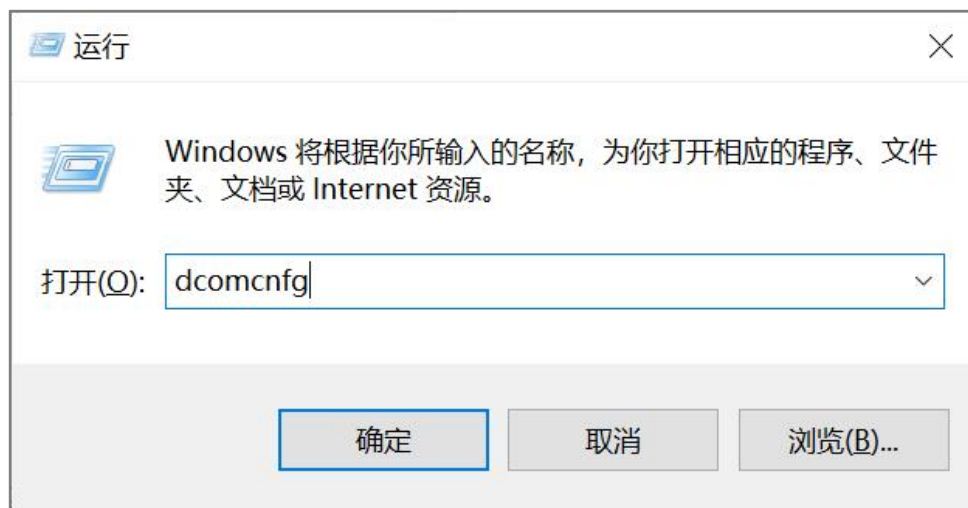 运行
Windows 将根据你所输入的名称，为你打开相应的程序、文件
夹、文档或 Internet 资源。
打开(O): dcomcnfg
确定 取消 浏览(B)...